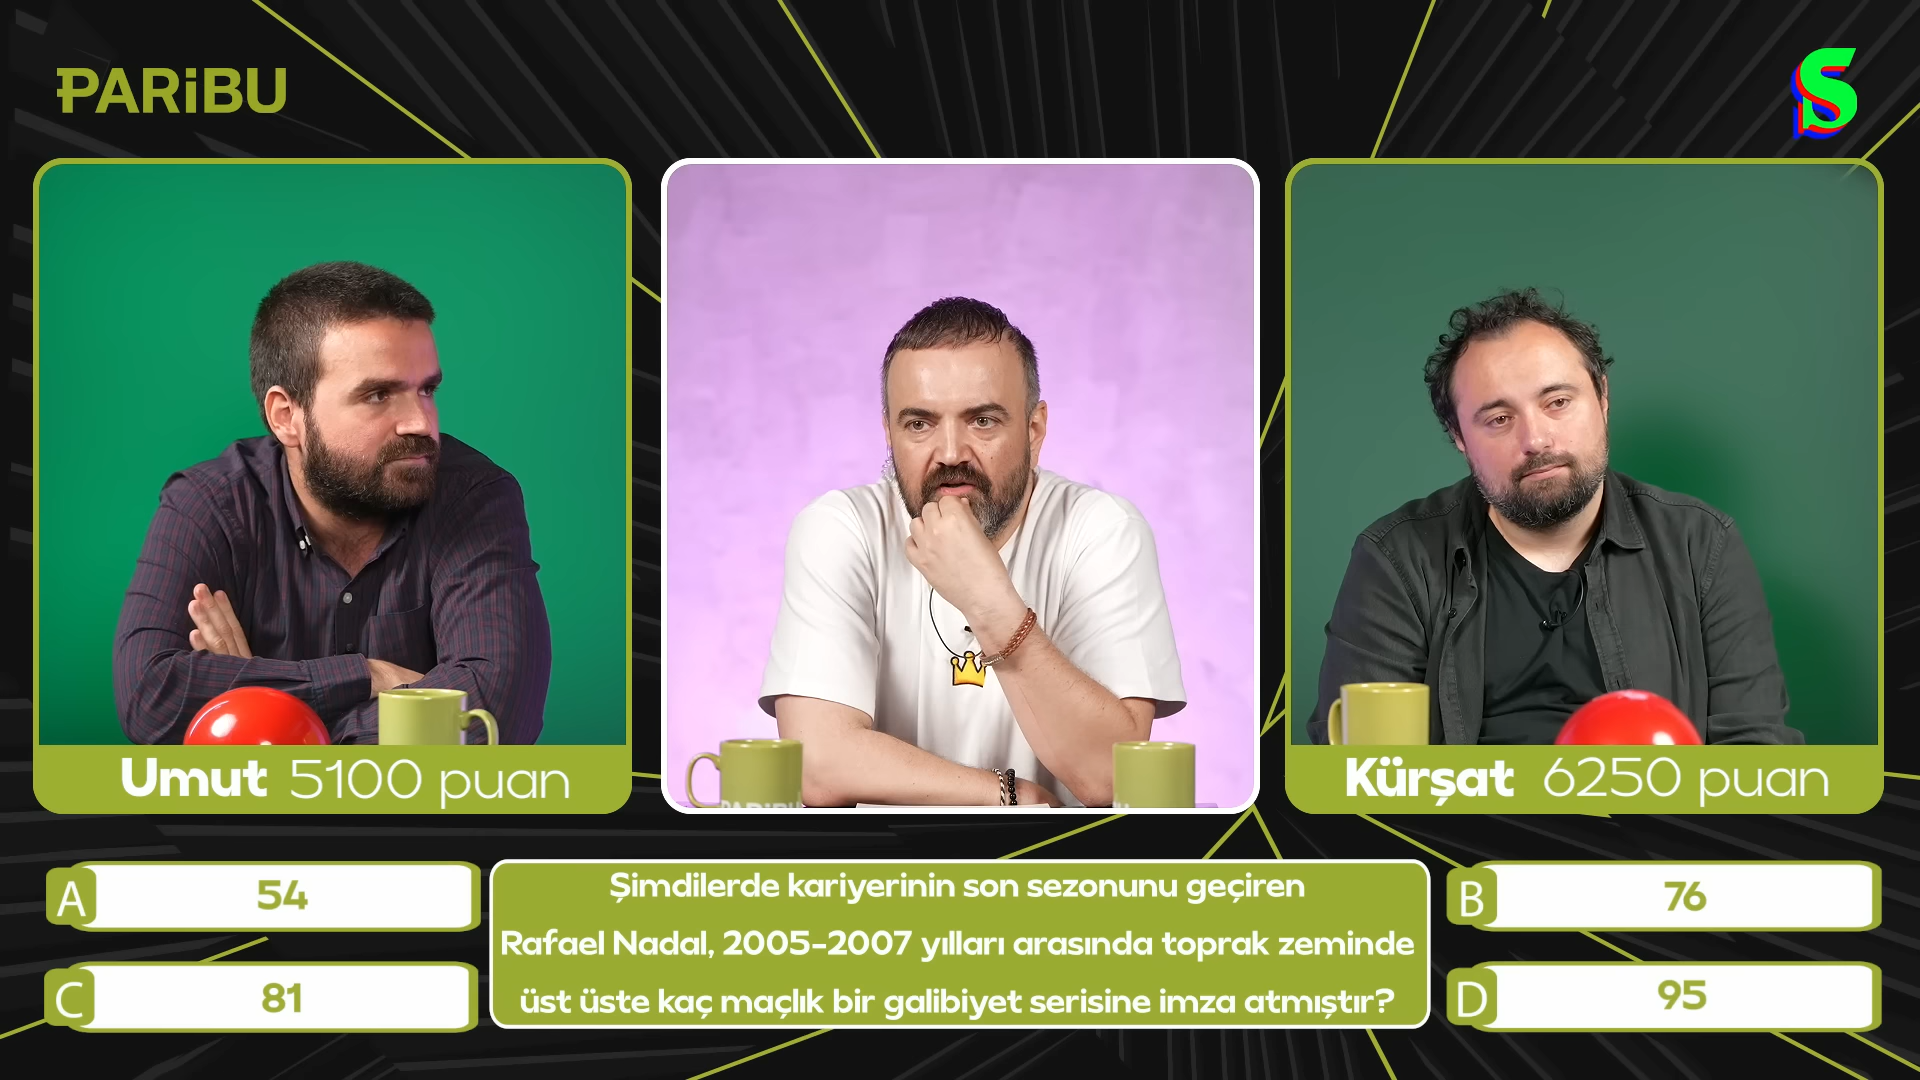 PARiBU
S
Umut 5100 puan
Kürşat 6250 puan
A 54
B 76
C 81
D 95
Şimdilerde kariyerinin son sezonunu geçiren
Rafael Nadal, 2005-2007 yılları arasında toprak zeminde
üst üste kaç maçlık bir galibiyet serisine imza atmıştır?